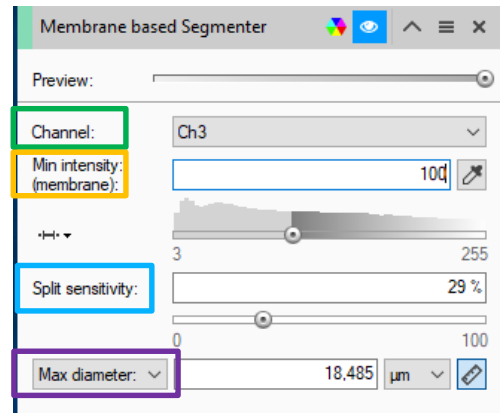 Membrane based Segmenter
Preview:
Channel: Ch3
Min intensity: (membrane): 100
3 255
Split sensitivity: 29 %
0 100
Max diameter: 18,485 µm